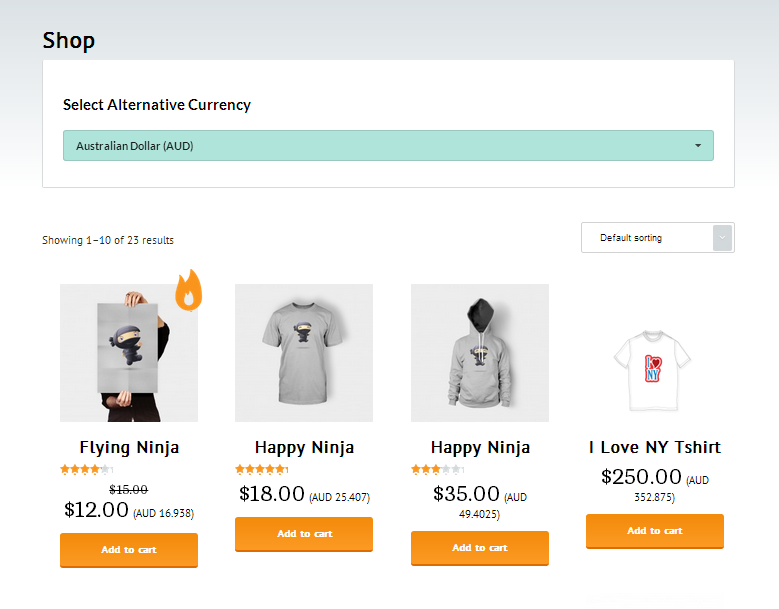 Shop
Select Alternative Currency
Australian Dollar (AUD)
Showing 1–10 of 23 results
Default sorting
Flying Ninja
$15.00
$12.00 (AUD 16.938)
Add to cart
Happy Ninja
$18.00 (AUD 25.407)
Add to cart
Happy Ninja
$35.00 (AUD
49.4025)
Add to cart
I
NY
I Love NY Tshirt
$250.00 (AUD
352.875)
Add to cart